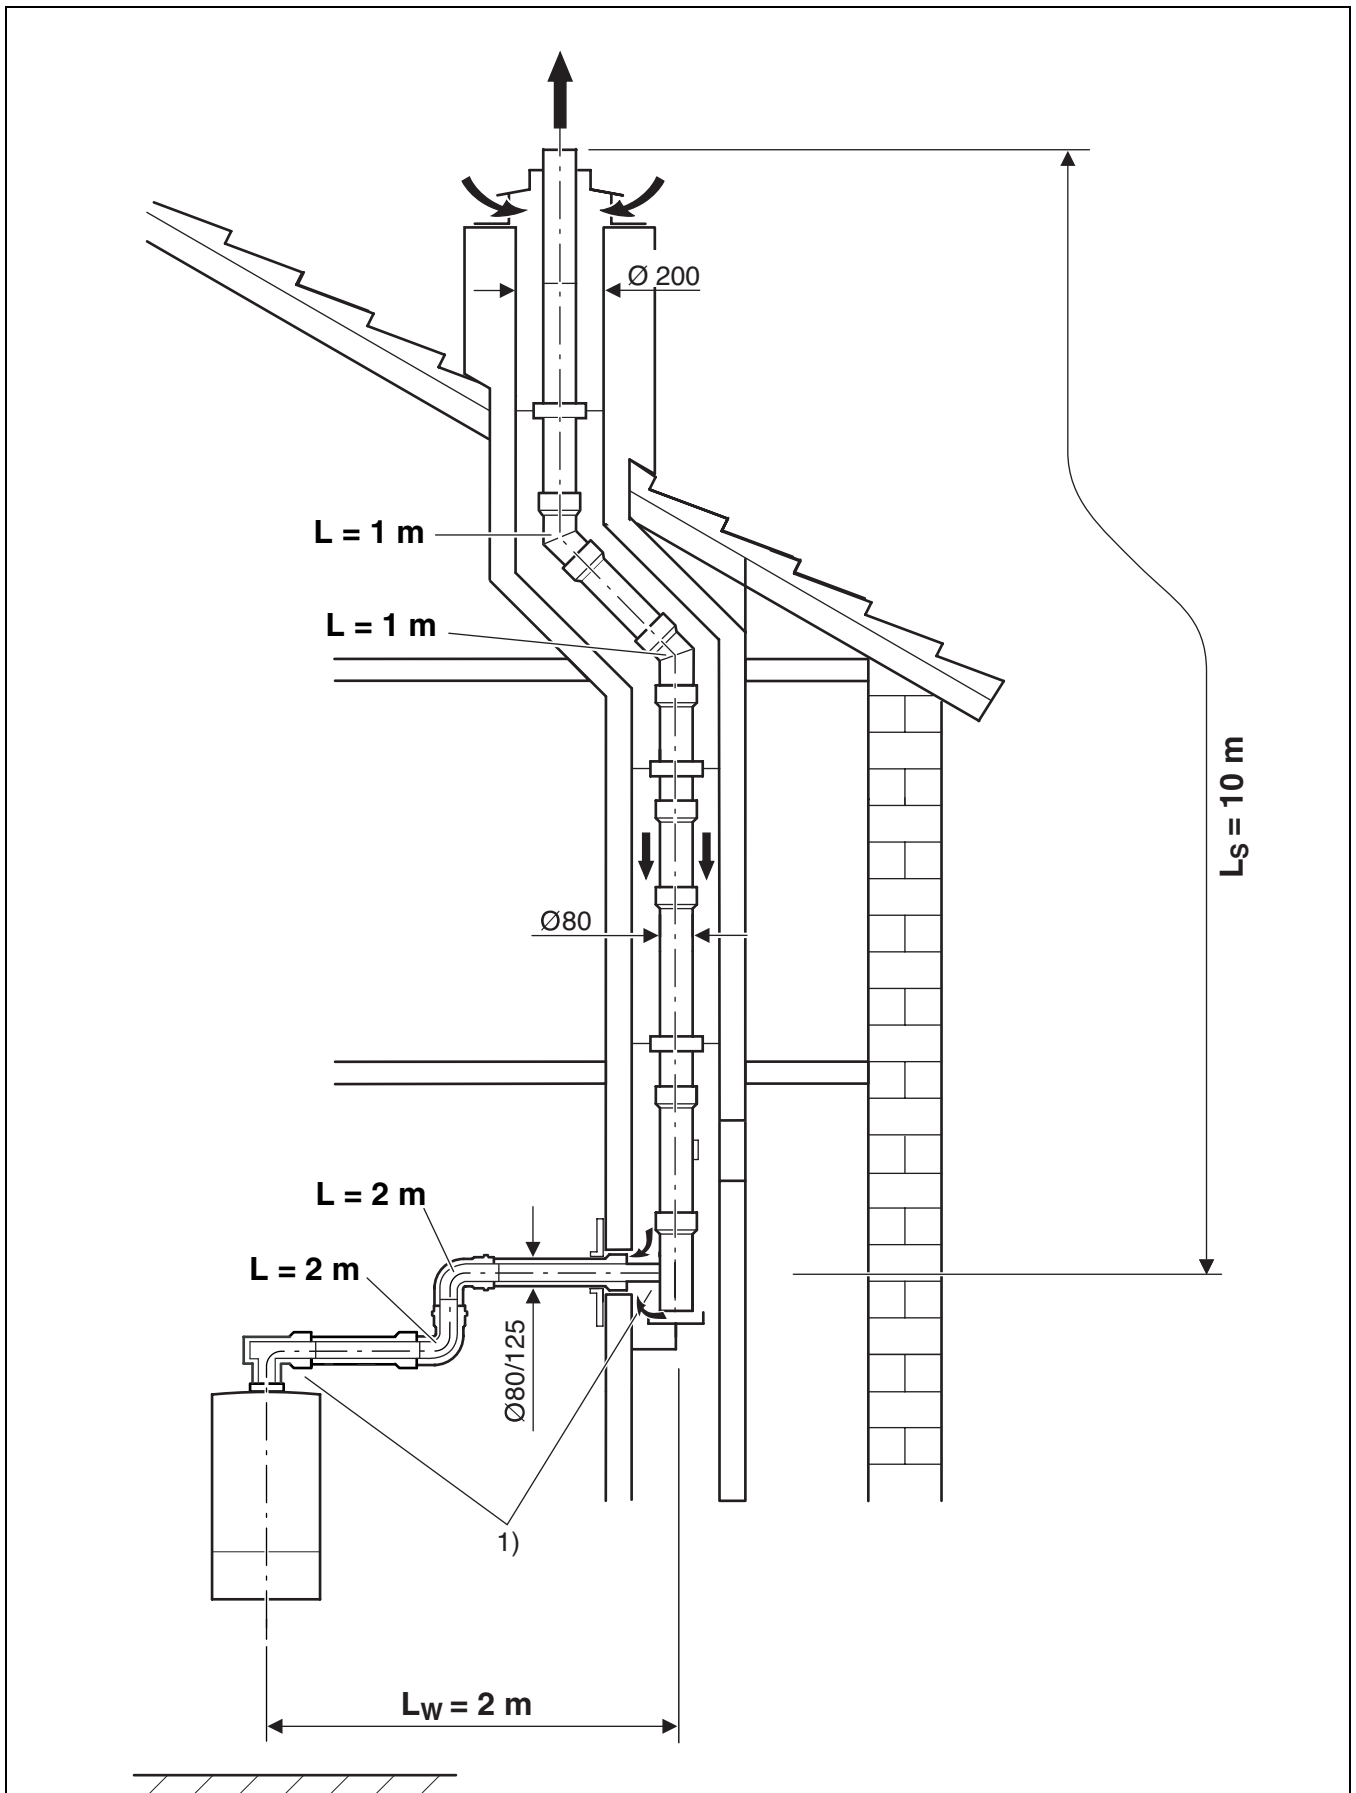 Ø 200
L = 1 m
L = 1 m
LS = 10 m
Ø80
L = 2 m
L = 2 m
Ø80/125
1)
LW = 2 m